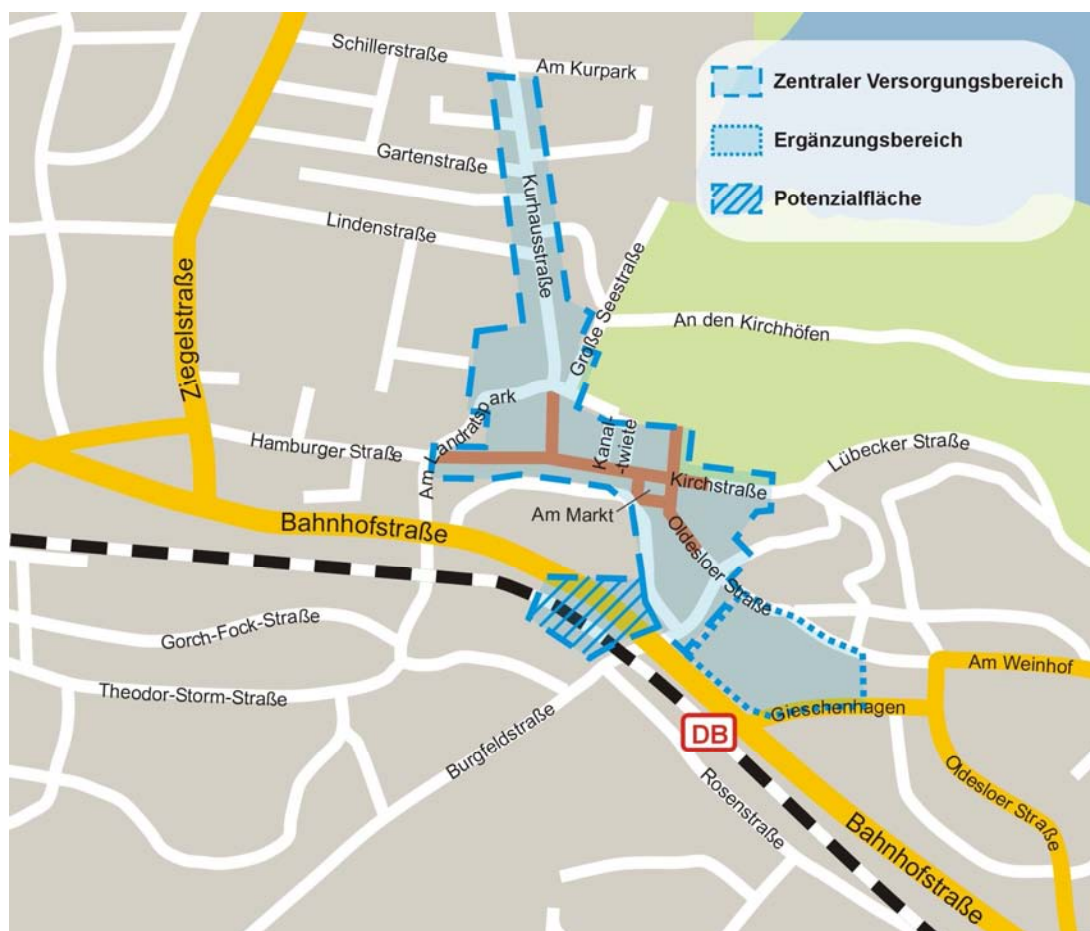 Schillerstraße
Am Kurpark
Zentraler Versorgungsbereich
Ergänzungsbereich
Potenzialfläche
Gartenstraße
Kurhausstraße
Lindenstraße
Große Seestraße
An den Kirchhöfen
Ziegelstraße
Am Landratspark
Hamburger Straße
Kanal-
-twiete
Lübecker Straße
Kirchstraße
Am Markt
Bahnhofstraße
Oldesloer Straße
Gorch-Fock-Straße
Theodor-Storm-Straße
Am Weinhof
Gieschenhagen
Burgfeldstraße
DB
Rosenstraße
Oldesloer Straße
Bahnhofstraße